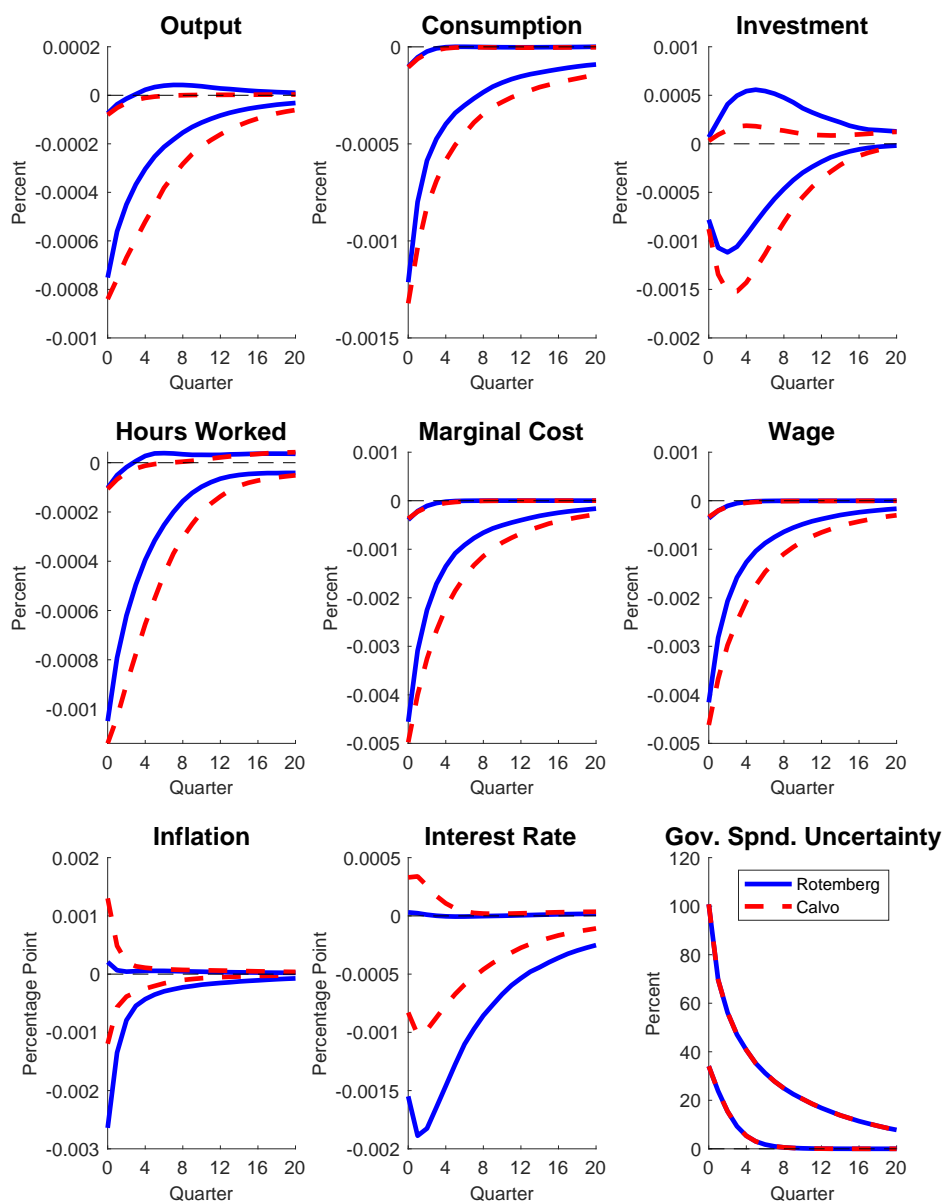 Output
Percent
0.0002
0
-0.0002
-0.0004
-0.0006
-0.0008
-0.001
0 4 8 12 16 20
Quarter
Consumption
Percent
0
-0.0005
-0.001
-0.0015
0 4 8 12 16 20
Quarter
Investment
Percent
0.001
0.0005
0
-0.0005
-0.001
-0.0015
-0.002
0 4 8 12 16 20
Quarter
Hours Worked
Percent
0
-0.0002
-0.0004
-0.0006
-0.0008
-0.001
0 4 8 12 16 20
Quarter
Marginal Cost
Percent
0.001
0
-0.001
-0.002
-0.003
-0.004
-0.005
0 4 8 12 16 20
Quarter
Wage
Percent
0.001
0
-0.001
-0.002
-0.003
-0.004
-0.005
0 4 8 12 16 20
Quarter
Inflation
Percentage Point
0.002
0.001
0
-0.001
-0.002
-0.003
0 4 8 12 16 20
Quarter
Interest Rate
Percentage Point
0.0005
0
-0.0005
-0.001
-0.0015
-0.002
0 4 8 12 16 20
Quarter
Gov. Spnd. Uncertainty
Percent
120
100
80
60
40
20
0
Rotemberg
Calvo
0 4 8 12 16 20
Quarter